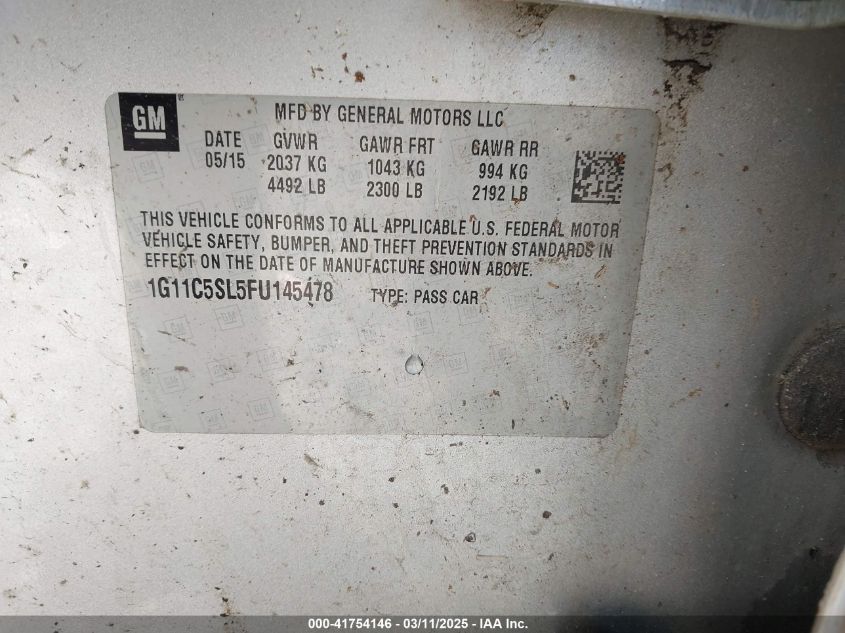 GM
MFD BY GENERAL MOTORS LLC
DATE GVWR GAWR FRT GAWR RR
05/15 2037 KG 1043 KG 994 KG
4492 LB 2300 LB 2192 LB
THIS VEHICLE CONFORMS TO ALL APPLICABLE U.S. FEDERAL MOTOR
VEHICLE SAFETY, BUMPER, AND THEFT PREVENTION STANDARDS IN
EFFECT ON THE DATE OF MANUFACTURE SHOWN ABOVE.
1G11C5SL5FU145478 TYPE: PASS CAR
000-41754146 - 03/11/2025 - IAA Inc.